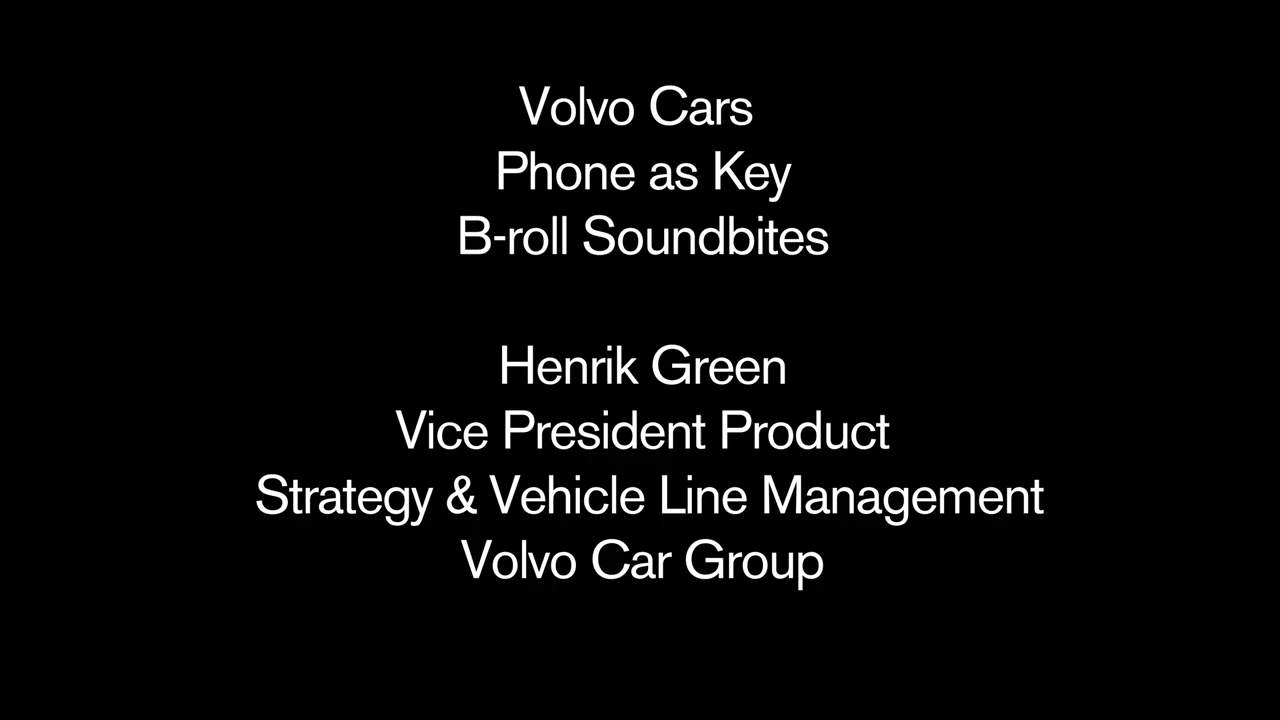 Volvo Cars
Phone as Key
B-roll Soundbites
Henrik Green
Vice President Product
Strategy & Vehicle Line Management
Volvo Car Group